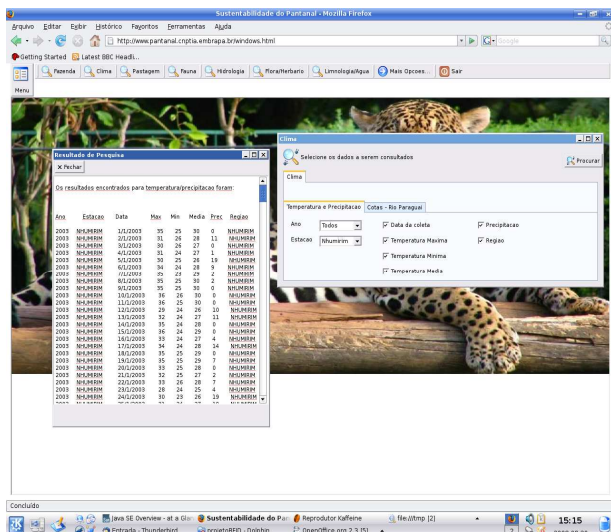 Sustentabilidade do Pantanal - Mozilla Firefox
Arquivo Editar Exibir Histórico Favoritos Ferramentas Ajuda
http://www.pantanal.cnptia.embrapa.br/windows.html
Google
Getting Started Latest BBC Headli...
Fazenda Clima Pastagem Fauna Hidrologia Flora/Herbario Limnologia/Agua Mais Opcoes... Sair
Menu
Clima
Selecione os dados a serem consultados
Procurar
Clima
Temperatura e Precipitacao Cotas - Rio Paraguai
Ano Todos Data da coleta Precipitacao
Estacao Nhumirim Temperatura Maxima Regiao
Temperatura Minima
Temperatura Media
Resultado de Pesquisa
X Fechar
Os resultados encontrados para temperatura/precipitacao foram:
Ano Estacao Data Max Min Media Prec Regiao
2003 NHUMIRIM 1/1/2003 35 25 30 0 NHUMIRIM
2003 NHUMIRIM 2/1/2003 31 26 28 11 NHUMIRIM
2003 NHUMIRIM 3/1/2003 30 26 27 0 NHUMIRIM
2003 NHUMIRIM 4/1/2003 31 24 27 1 NHUMIRIM
2003 NHUMIRIM 5/1/2003 30 25 26 19 NHUMIRIM
2003 NHUMIRIM 6/1/2003 34 24 28 9 NHUMIRIM
2003 NHUMIRIM 7/1/2003 35 23 29 2 NHUMIRIM
2003 NHUMIRIM 8/1/2003 35 25 30 2 NHUMIRIM
2003 NHUMIRIM 9/1/2003 35 25 30 0 NHUMIRIM
2003 NHUMIRIM 10/1/2003 36 26 30 0 NHUMIRIM
2003 NHUMIRIM 11/1/2003 36 25 30 0 NHUMIRIM
2003 NHUMIRIM 12/1/2003 29 24 26 10 NHUMIRIM
2003 NHUMIRIM 13/1/2003 32 24 27 11 NHUMIRIM
2003 NHUMIRIM 14/1/2003 35 24 28 0 NHUMIRIM
2003 NHUMIRIM 15/1/2003 36 24 29 0 NHUMIRIM
2003 NHUMIRIM 16/1/2003 33 24 27 4 NHUMIRIM
2003 NHUMIRIM 17/1/2003 34 24 28 14 NHUMIRIM
2003 NHUMIRIM 18/1/2003 35 25 29 0 NHUMIRIM
2003 NHUMIRIM 19/1/2003 35 25 29 7 NHUMIRIM
2003 NHUMIRIM 20/1/2003 33 25 28 0 NHUMIRIM
2003 NHUMIRIM 21/1/2003 32 25 27 2 NHUMIRIM
2003 NHUMIRIM 22/1/2003 33 26 28 7 NHUMIRIM
2003 NHUMIRIM 23/1/2003 28 24 25 4 NHUMIRIM
2003 NHUMIRIM 24/1/2003 30 23 26 19 NHUMIRIM
Concluído
Java SE Overview - at a Glan Sustentabilidade do Pan Reprodutor Kaffeine file:///tmp [2] 15:15
Entrada - Thunderbird projetoRFID - Dolphin OpenOffice.org 2.3 [5]